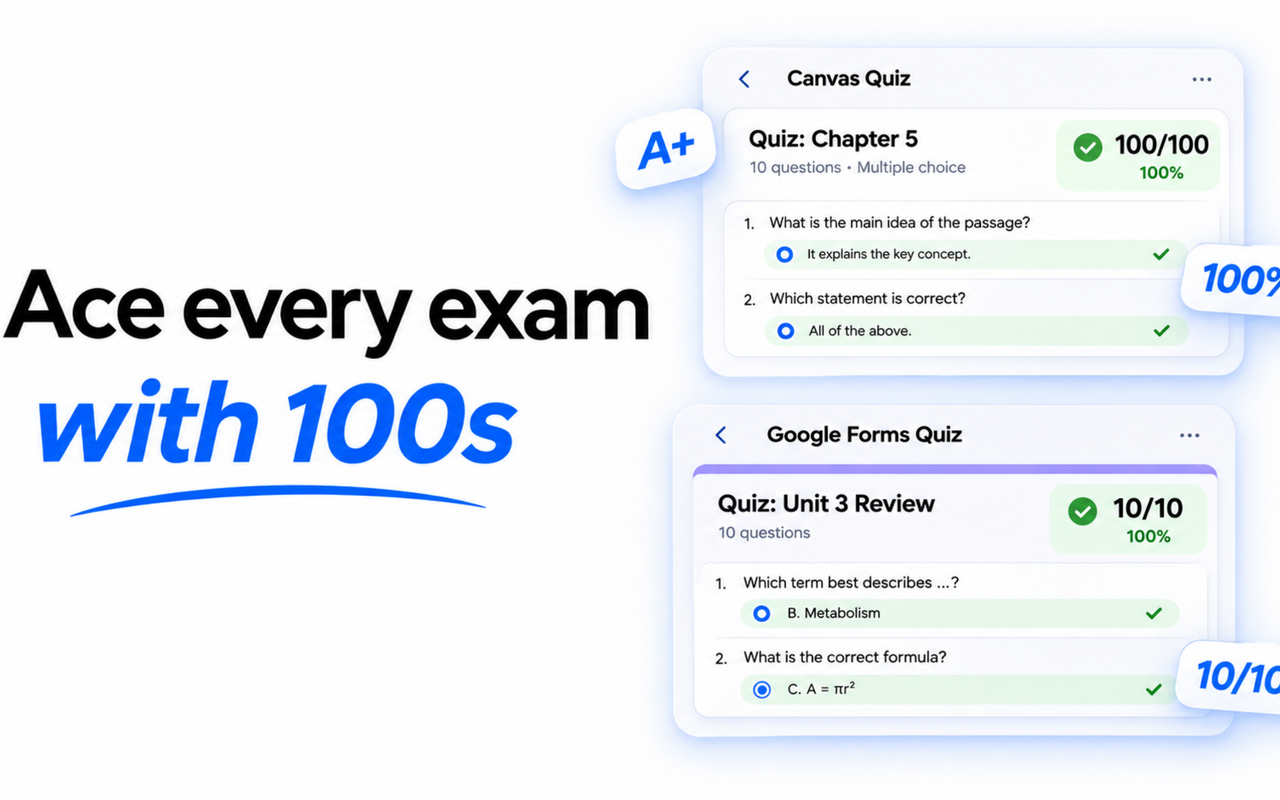 Ace every exam
with 100s
A+
Canvas Quiz
Quiz: Chapter 5
10 questions • Multiple choice
100/100
100%
1. What is the main idea of the passage?
It explains the key concept.
2. Which statement is correct?
All of the above.
100%
Google Forms Quiz
Quiz: Unit 3 Review
10 questions
10/10
100%
1. Which term best describes ...?
B. Metabolism
2. What is the correct formula?
C. A = πr²
10/10